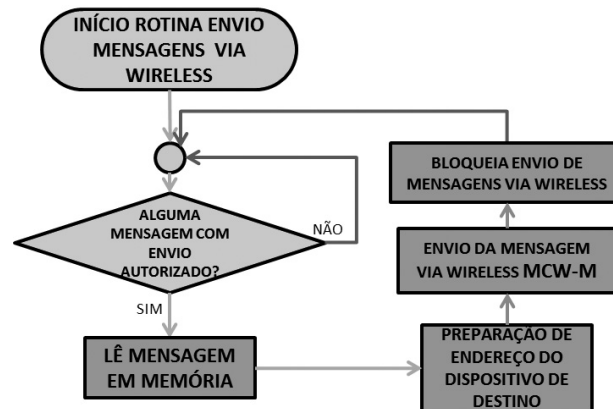 INÍCIO ROTINA ENVIO
MENSAGENS VIA
WIRELESS
ALGUMA
MENSAGEM COM
ENVIO
AUTORIZADO?
NÃO
SIM
LÊ MENSAGEM
EM MEMÓRIA
PREPARAÇÃO DE
ENDEREÇO DO
DISPOSITIVO DE
DESTINO
ENVIO DA MENSAGEM
VIA WIRELESS MCW-M
BLOQUEIA ENVIO DE
MENSAGENS VIA WIRELESS